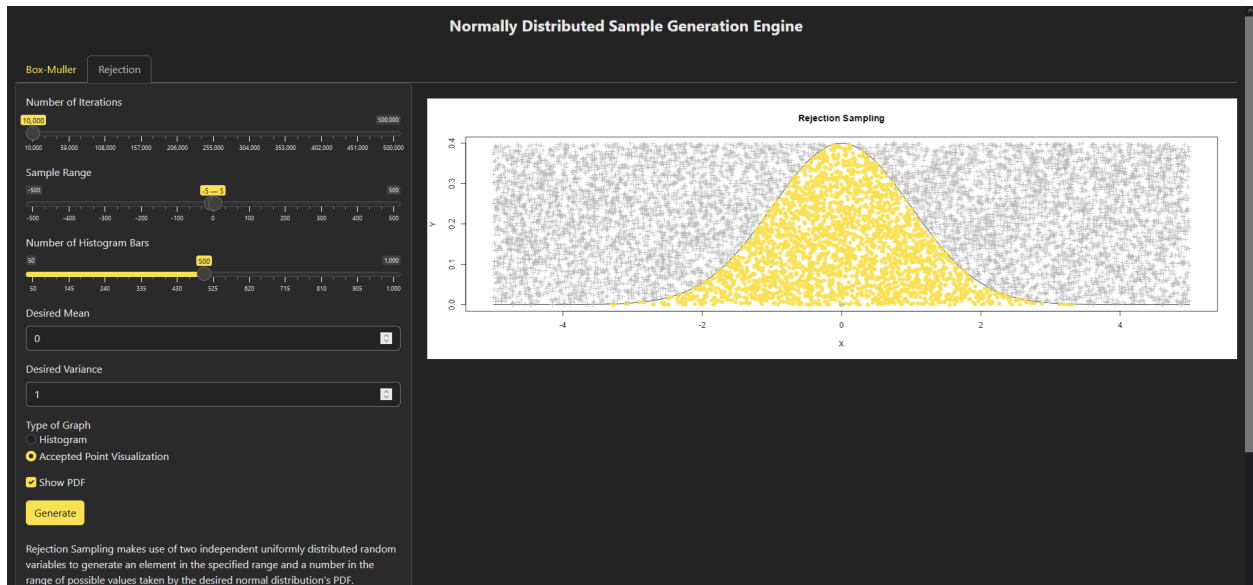 Normally Distributed Sample Generation Engine
Box-Muller Rejection
Number of Iterations
10,000 500,000
10,000 59,000 108,000 157,000 206,000 255,000 304,000 353,000 402,000 451,000 500,000
Sample Range
-500 -5 — 5 500
-500 -400 -300 -200 -100 0 100 200 300 400 500
Number of Histogram Bars
50 500 1,000
50 145 240 335 430 525 620 715 810 905 1,000
Desired Mean
0
Desired Variance
1
Type of Graph
Histogram
Accepted Point Visualization
Show PDF
Generate
Rejection Sampling makes use of two independent uniformly distributed random
variables to generate an element in the specified range and a number in the
range of possible values taken by the desired normal distribution's PDF.
Rejection Sampling
0.4
0.3
0.2
Y
0.1
0.0
-4 -2 0 2 4
X